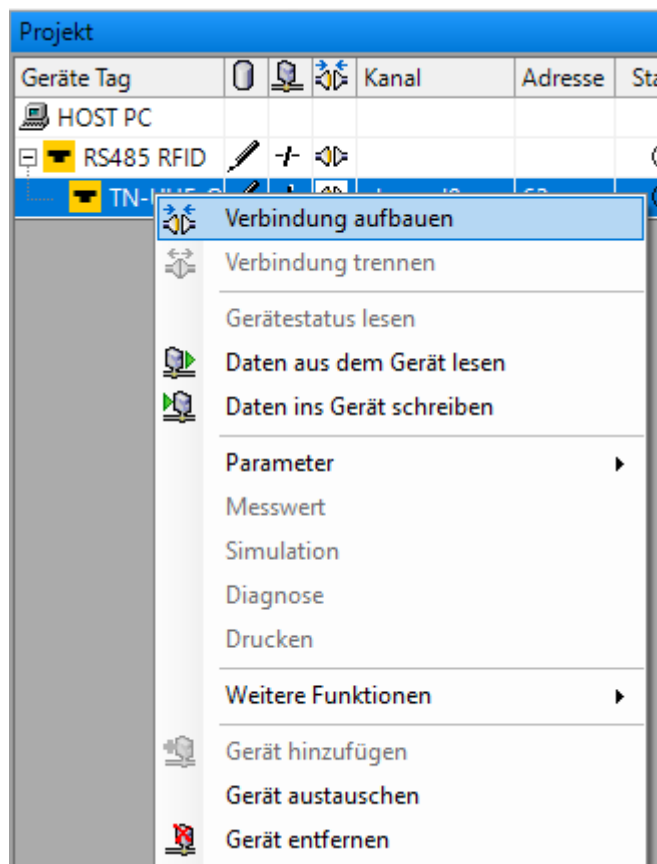 Projekt
Geräte Tag Kanal Adresse
HOST PC
RS485 RFID
Verbindung aufbauen
Verbindung trennen
Gerätestatus lesen
Daten aus dem Gerät lesen
Daten ins Gerät schreiben
Parameter
Messwert
Simulation
Diagnose
Drucken
Weitere Funktionen
Gerät hinzufügen
Gerät austauschen
Gerät entfernen